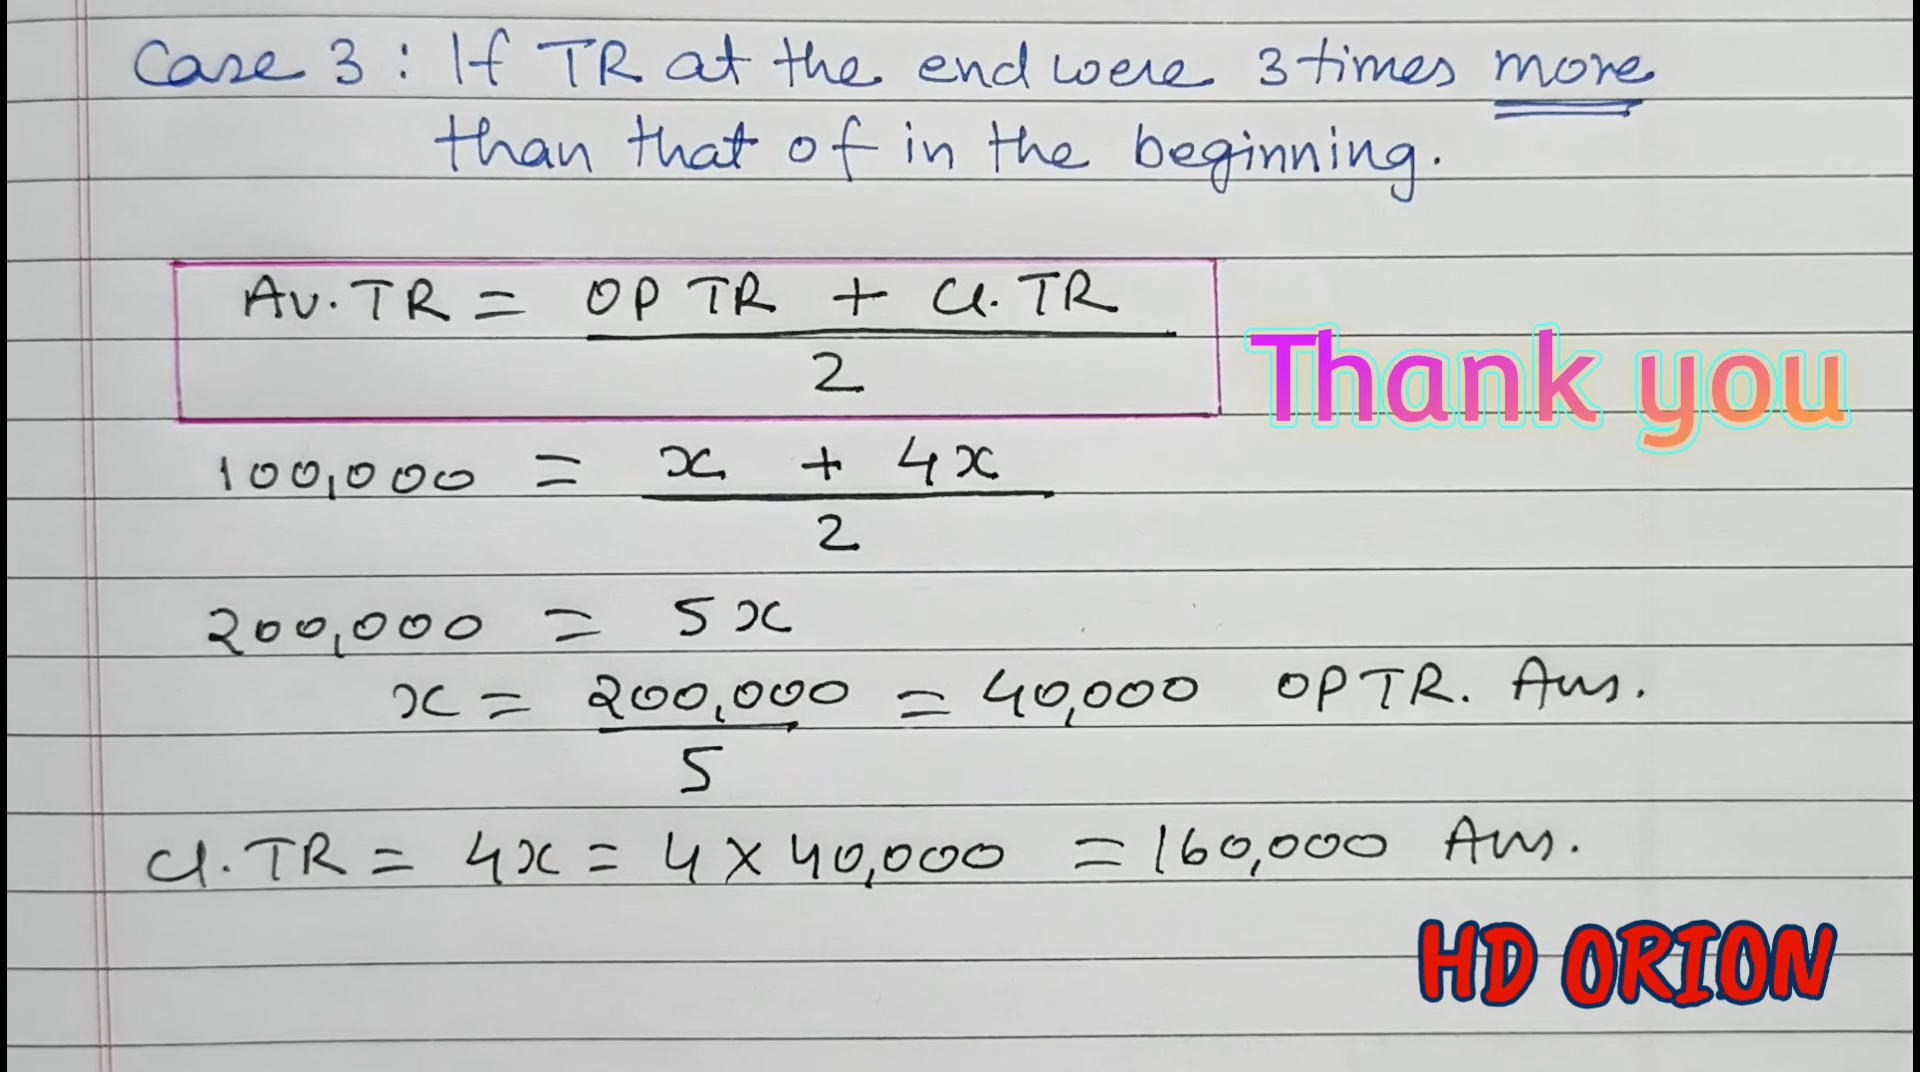 Case 3 : If TR at the end were 3 times more
than that of in the beginning.
Av. TR = OP TR + Cl. TR
2
Thank you
100,000 = x + 4x
2
200,000 = 5x
x = 200,000 = 40,000 OP TR. Ans.
5
Cl. TR = 4x = 4 × 40,000 = 160,000 Ans.
HD ORION